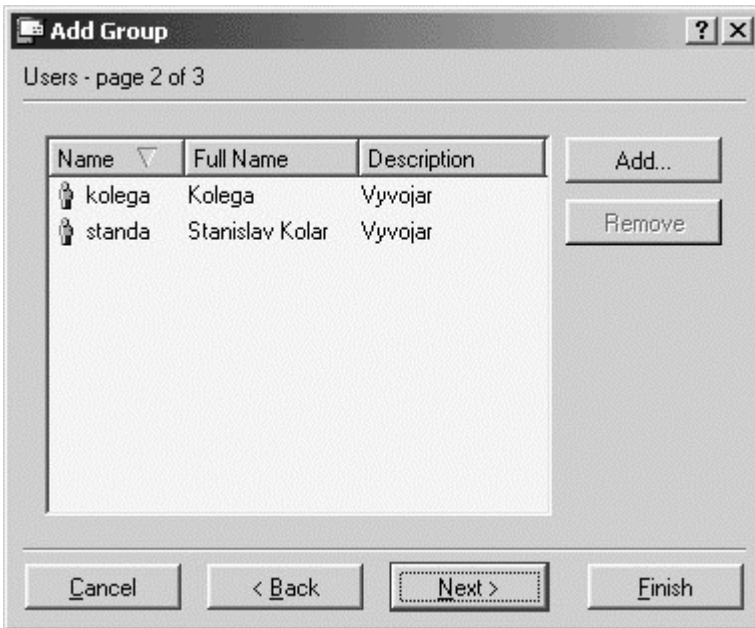 Add Group
Users - page 2 of 3
Name Full Name Description
Add...
kolega Kolega Vyvojar
Remove
standa Stanislav Kolar Vyvojar
Cancel < Back Next > Finish